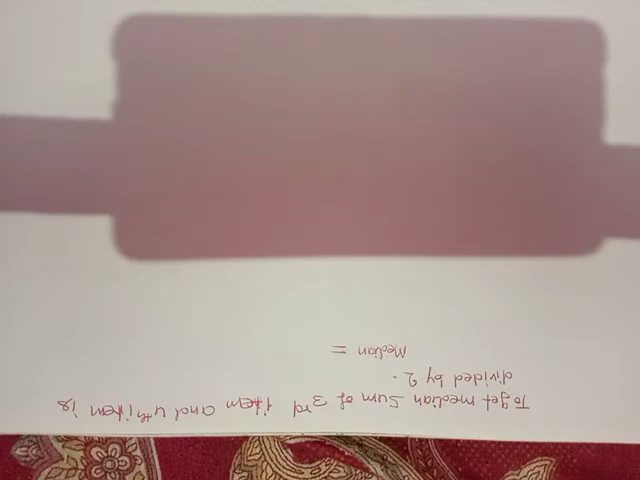 To get median Sum of 3rd item and 4th item is
divided by 2.
Median =